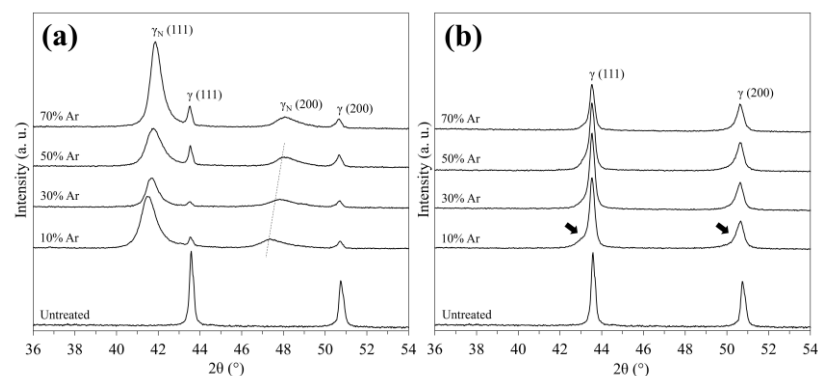 (a)
γN (111)
γ (111)
γN (200)
γ (200)
70% Ar
50% Ar
30% Ar
10% Ar
Untreated
Intensity (a. u.)
36 38 40 42 44 46 48 50 52 54
2θ (°)
(b)
γ (111)
γ (200)
70% Ar
50% Ar
30% Ar
10% Ar
Untreated
Intensity (a. u.)
36 38 40 42 44 46 48 50 52 54
2θ (°)